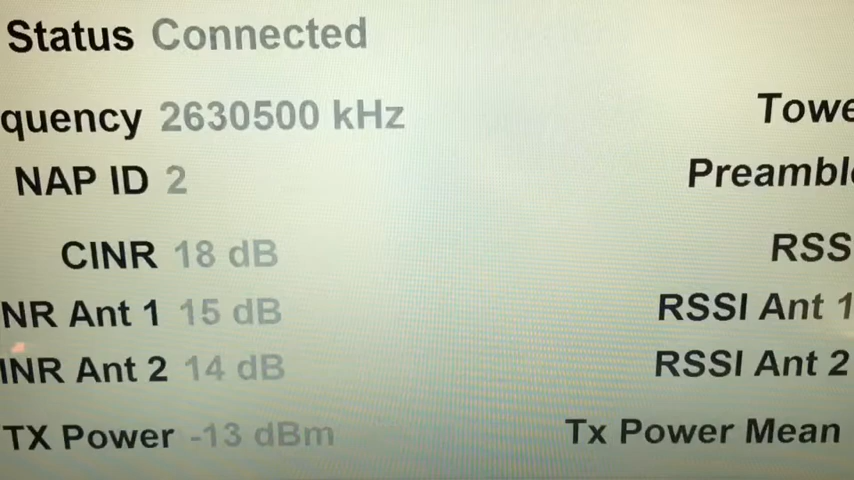 Status Connected
quency 2630500 kHz
Towe
NAP ID 2
Preambl
CINR 18 dB
RSS
NR Ant 1 15 dB
RSSI Ant 1
INR Ant 2 14 dB
RSSI Ant 2
TX Power -13 dBm
Tx Power Mean